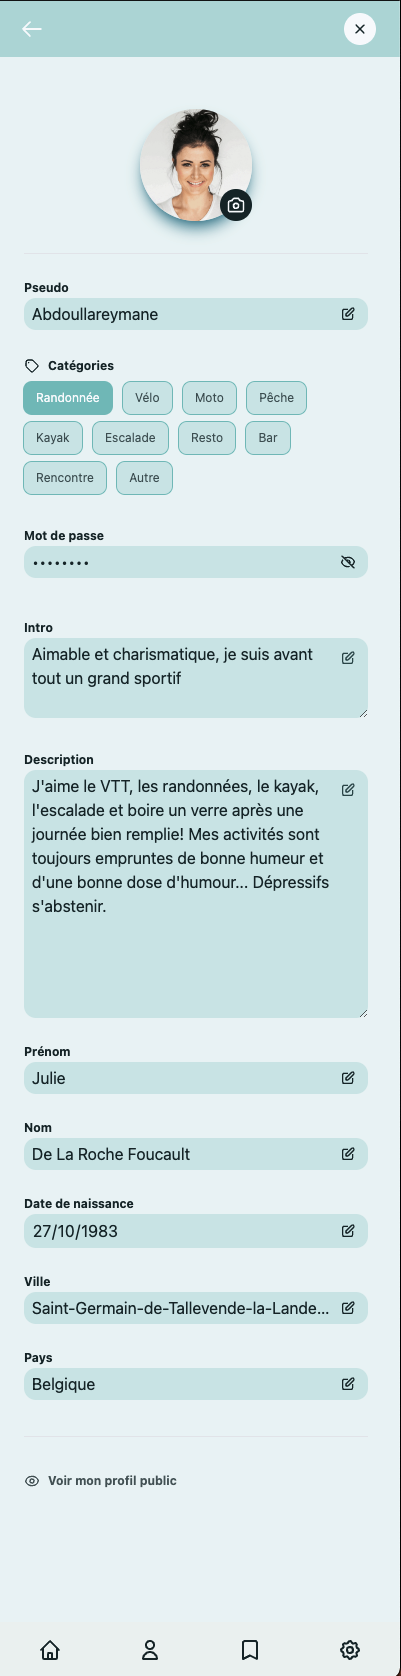 Pseudo
Abdoullareymane
Catégories
Randonnée Vélo Moto Pêche
Kayak Escalade Resto Bar
Rencontre Autre
Mot de passe
••••••••
Intro
Aimable et charismatique, je suis avant
tout un grand sportif
Description
J'aime le VTT, les randonnées, le kayak,
l'escalade et boire un verre après une
journée bien remplie! Mes activités sont
toujours empruntes de bonne humeur et
d'une bonne dose d'humour... Dépressifs
s'abstenir.
Prénom
Julie
Nom
De La Roche Foucault
Date de naissance
27/10/1983
Ville
Saint-Germain-de-Tallevende-la-Lande...
Pays
Belgique
Voir mon profil public